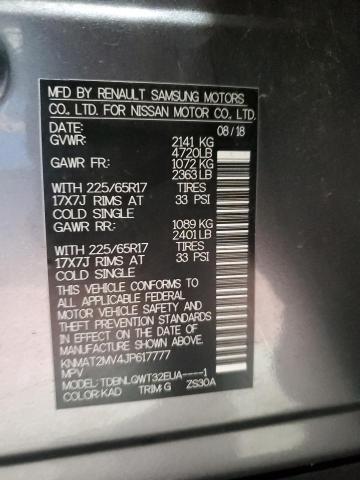 MFD BY RENAULT SAMSUNG MOTORS
CO., LTD. FOR NISSAN MOTOR CO., LTD.
DATE: 08 / 18
GVWR: 2141 KG
4720LB
GAWR FR: 1072 KG
2363LB
WITH 225/65R17 TIRES
17X7J RIMS AT 33 PSI
COLD SINGLE
GAWR RR: 1089 KG
2401LB
WITH 225/65R17 TIRES
17X7J RIMS AT 33 PSI
COLD SINGLE
THIS VEHICLE CONFORMS TO
ALL APPLICABLE FEDERAL
MOTOR VEHICLE SAFETY
STANDARDS AND THEFT
PREVENTION STANDARDS
IN EFFECT ON THE DATE OF
MANUFACTURE SHOWN ABOVE
KNMAT2MV4JP617777
MPV
MODEL: TDBNLQWT32EUA----1
COLOR:KAD TRIM:G ZS30A